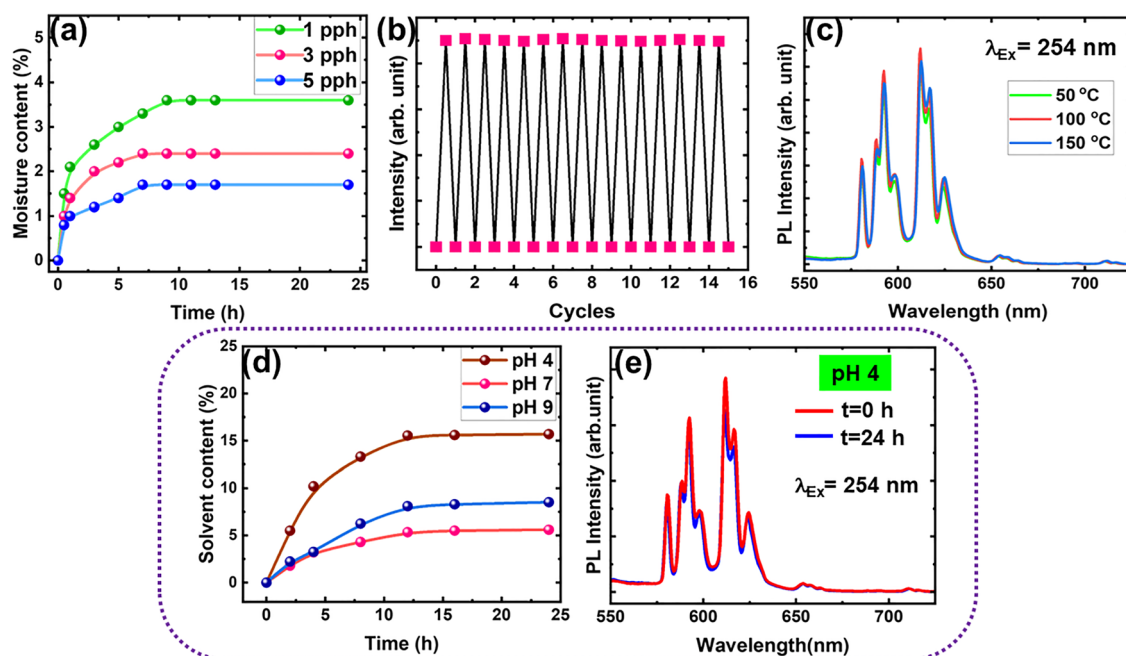 (a)
1 pph
3 pph
5 pph
Moisture content (%)
5
4
3
2
1
0
0 5 10 15 20 25
Time (h)
(b)
Intensity (arb. unit)
0 2 4 6 8 10 12 14 16
Cycles
(c)
λEx= 254 nm
50 °C
100 °C
150 °C
PL Intensity (arb. unit)
550 600 650 700
Wavelength (nm)
(d)
pH 4
pH 7
pH 9
Solvent content (%)
25
20
15
10
5
0
0 5 10 15 20 25
Time (h)
(e)
pH 4
t=0 h
t=24 h
λEx= 254 nm
PL Intensity (arb.unit)
550 600 650 700
Wavelength(nm)